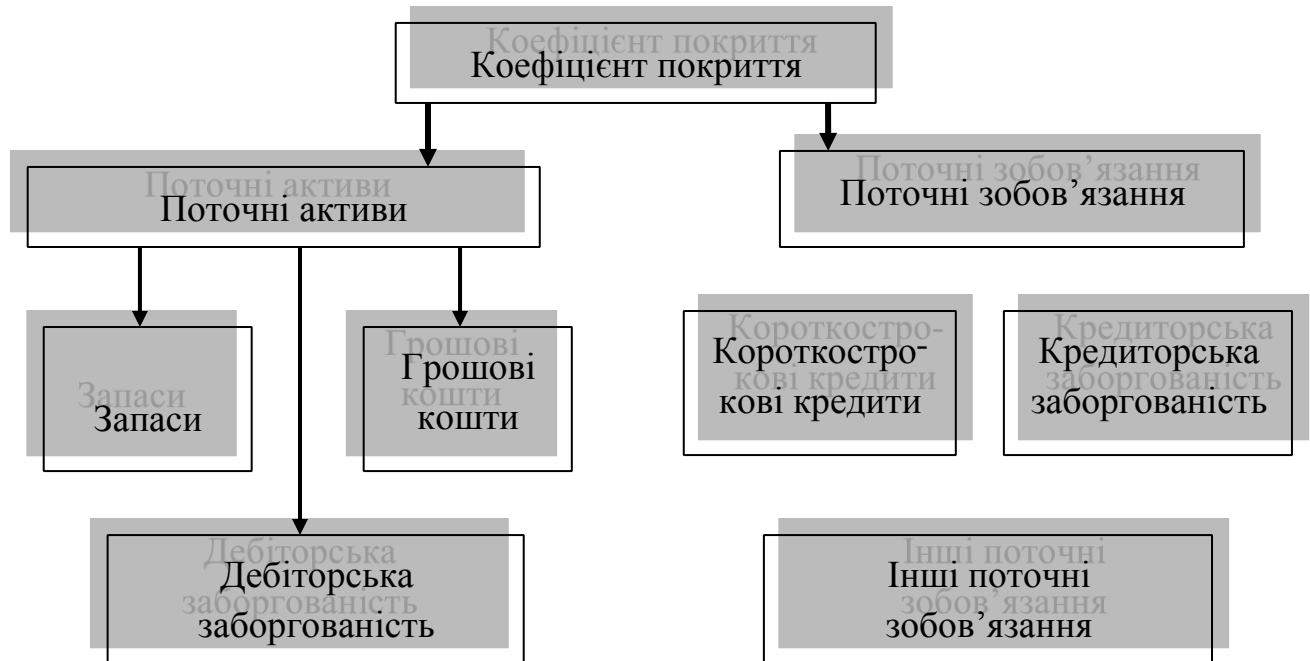 Коефіцієнт покриття
Поточні активи
Поточні зобов’язання
Запаси
Грошові
кошти
Короткостро-
кові кредити
Кредиторська
заборгованість
Дебіторська
заборгованість
Інші поточні
зобов’язання